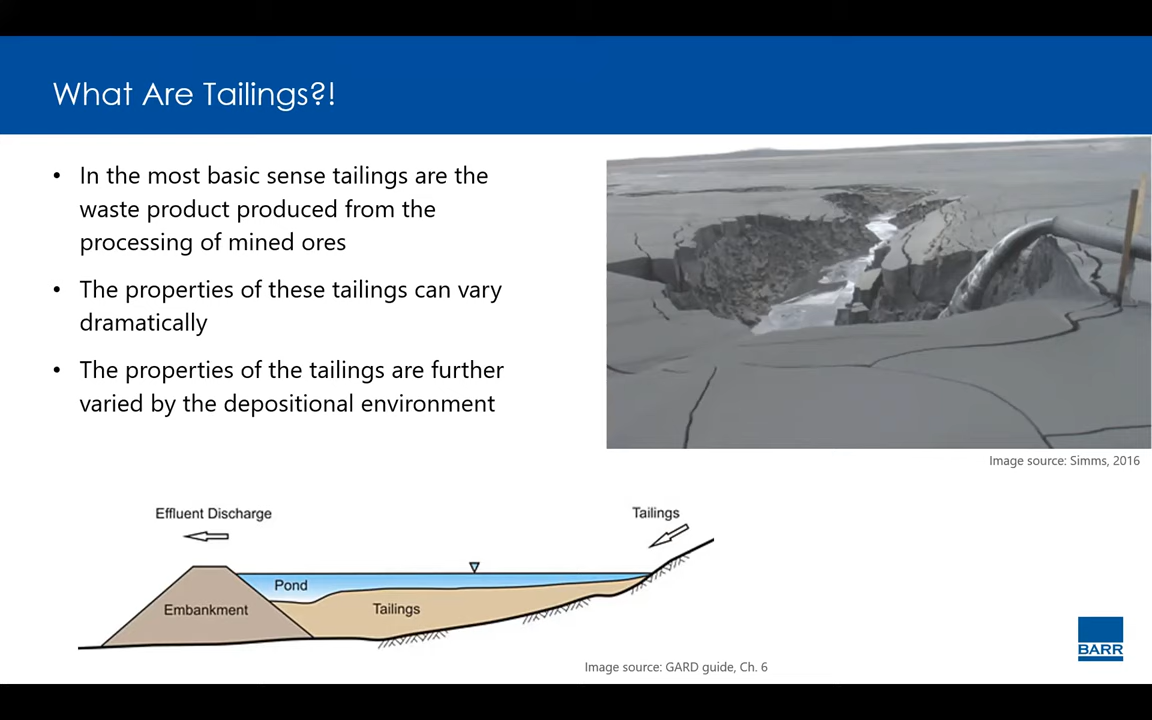 What Are Tailings?!
• In the most basic sense tailings are the
waste product produced from the
processing of mined ores
• The properties of these tailings can vary
dramatically
• The properties of the tailings are further
varied by the depositional environment
Image source: Simms, 2016
Effluent Discharge
Tailings
Pond
Embankment
Tailings
Image source: GARD guide, Ch. 6
BARR